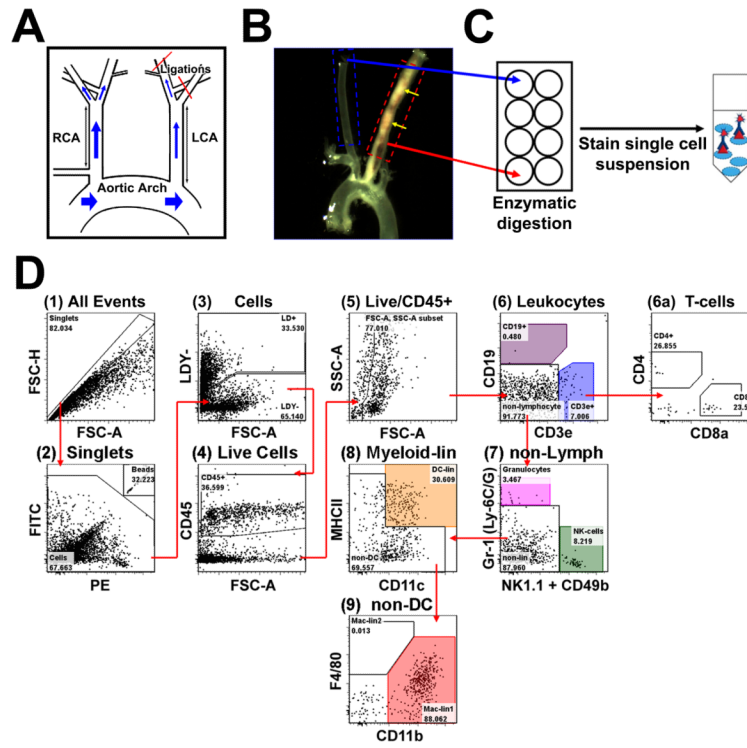 A
B
C
Ligations
RCA
LCA
Aortic Arch
Enzymatic
digestion
Stain single cell
suspension
D
(1) All Events
Singlets
82.034
FSC-H
FSC-A
(3) Cells
LD+
33.530
LDY-
LDY-
65.140
FSC-A
(5) Live/CD45+
FSC-A, SSC-A subset
77.010
SSC-A
FSC-A
(6) Leukocytes
CD19+
0.480
CD19
non-lymphocyte
91.773
CD3e+
7.006
CD3e
(6a) T-cells
CD4+
26.855
CD4
CD8a
(2) Singlets
Beads
32.223
FITC
Cells
67.663
PE
(4) Live Cells
CD45+
36.599
CD45
FSC-A
(8) Myeloid-lin
DC-lin
30.609
MHCII
non-DC
69.557
CD11c
(7) non-Lymph
Granulocytes
3.467
Gr-1 (Ly-6C/G)
NK-cells
8.219
non-lin
87.960
NK1.1 + CD49b
(9) non-DC
Mac-lin2
0.013
F4/80
Mac-lin1
88.062
CD11b